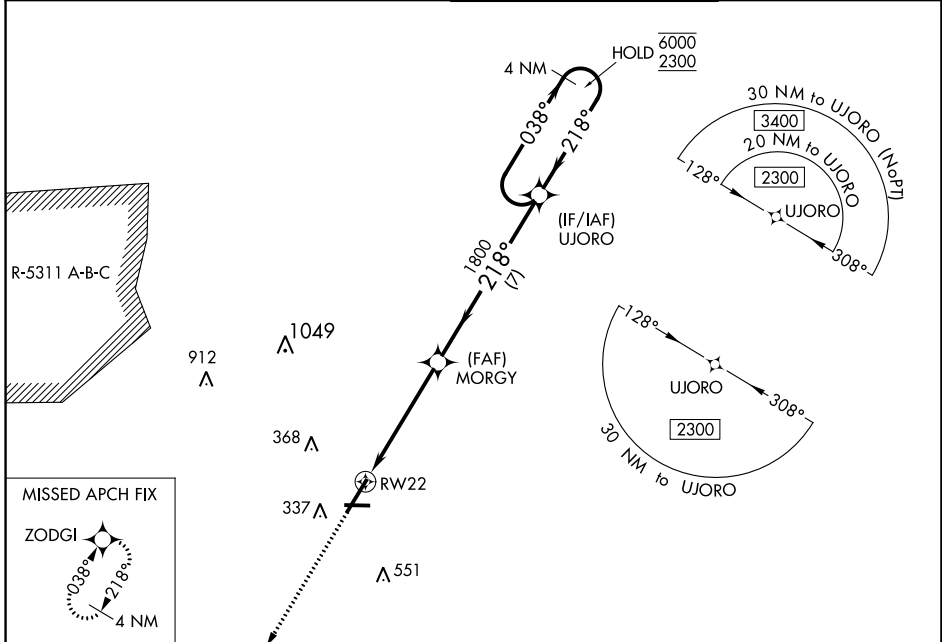 HOLD 6000
2300
4 NM
038°
218°
(IF/IAF)
UJORO
1800
218°
(7)
30 NM to UJORO (NoPT)
3400
20 NM to UJORO
2300
128°
UJORO
308°
R-5311 A-B-C
1049
912
(FAF)
MORGY
128°
UJORO
308°
2300
30 NM to UJORO
368
RW22
337
551
MISSED APCH FIX
ZODGI
038°
218°
4 NM